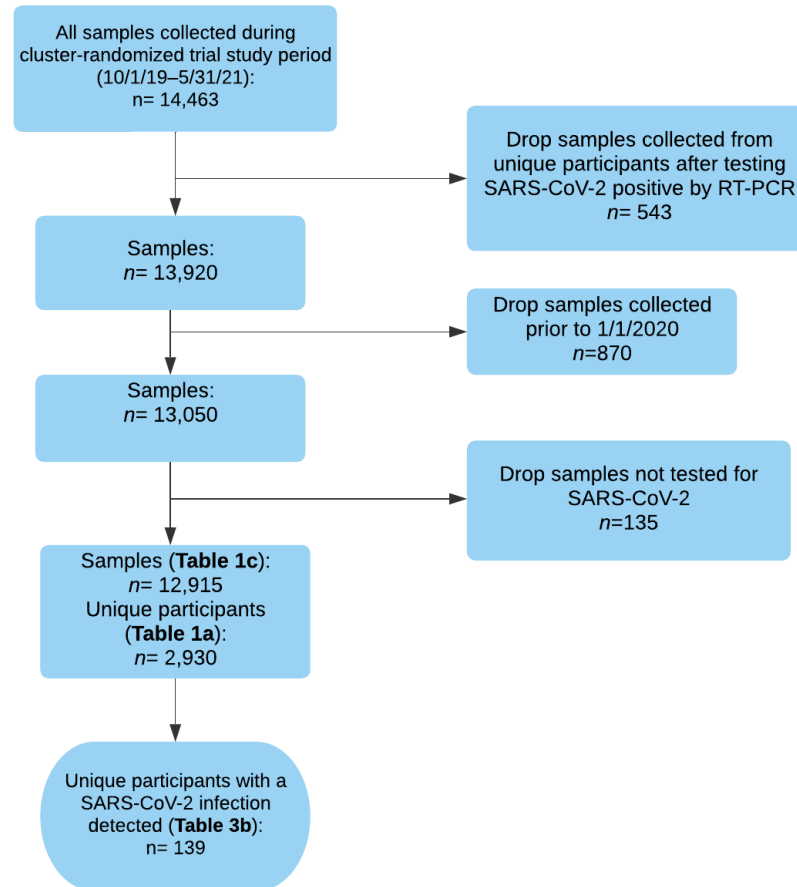 All samples collected during
cluster-randomized trial study period
(10/1/19–5/31/21):
n= 14,463
Drop samples collected from
unique participants after testing
SARS-CoV-2 positive by RT-PCR
n= 543
Samples:
n= 13,920
Drop samples collected
prior to 1/1/2020
n=870
Samples:
n= 13,050
Drop samples not tested for
SARS-CoV-2
n=135
Samples (Table 1c):
n= 12,915
Unique participants
(Table 1a):
n= 2,930
Unique participants with a
SARS-CoV-2 infection
detected (Table 3b):
n= 139